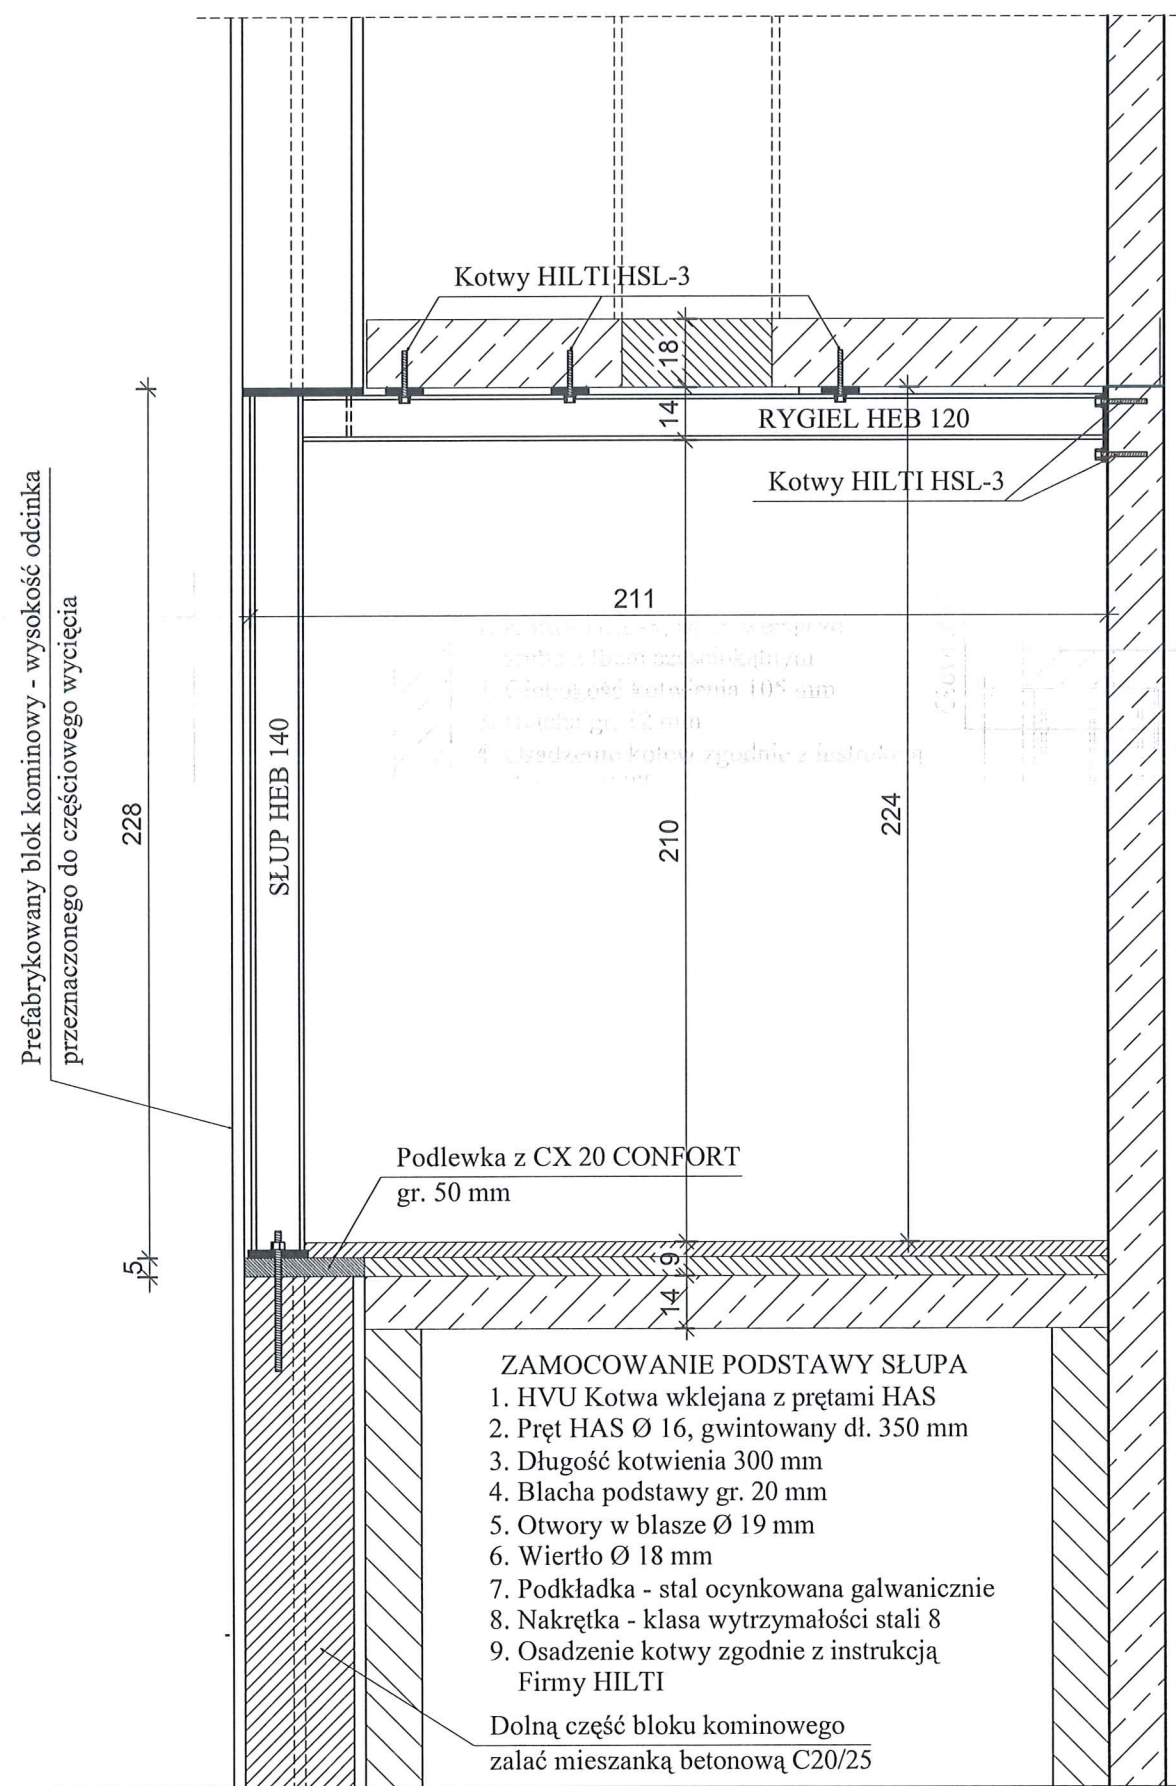 Kotwy HILTI HSL-3
18
14
RYGIEL HEB 120
Kotwy HILTI HSL-3
Prefabrykowany blok kominowy - wysokość odcinka
przeznaczonego do częściowego wycięcia
211
228
SŁUP HEB 140
210
224
Podlewka z CX 20 CONFORT
gr. 50 mm
5
9
14
ZAMOCOWANIE PODSTAWY SŁUPA
1. HVU Kotwa wklejana z prętami HAS
2. Pręt HAS Ø 16, gwintowany dł. 350 mm
3. Długość kotwienia 300 mm
4. Blacha podstawy gr. 20 mm
5. Otwory w blasze Ø 19 mm
6. Wiertło Ø 18 mm
7. Podkładka - stal ocynkowana galwanicznie
8. Nakrętka - klasa wytrzymałości stali 8
9. Osadzenie kotwy zgodnie z instrukcją
Firmy HILTI
Dolną część bloku kominowego
zalać mieszanką betonową C20/25